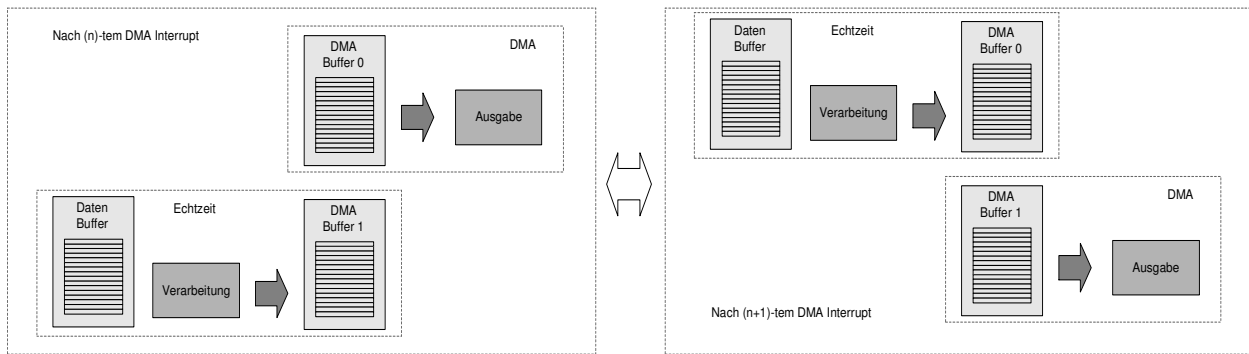 Nach (n)-tem DMA Interrupt
DMA
Buffer 0
DMA
Ausgabe
Daten
Buffer
Echtzeit
DMA
Buffer 1
Verarbeitung
Daten
Buffer
Echtzeit
DMA
Buffer 0
Verarbeitung
DMA
Buffer 1
DMA
Ausgabe
Nach (n+1)-tem DMA Interrupt